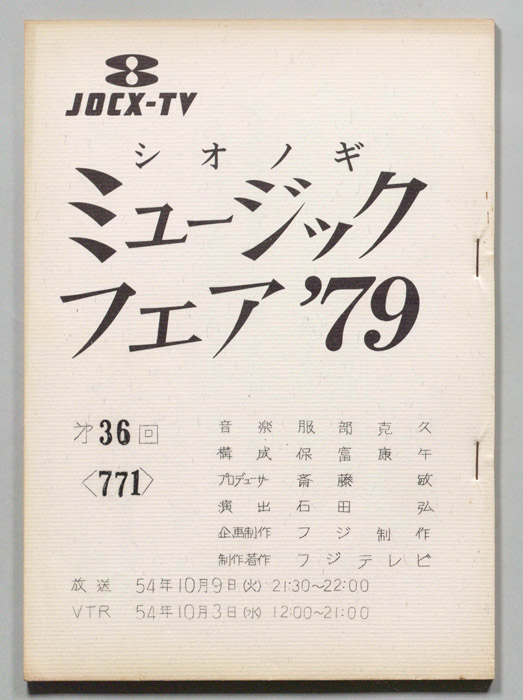 JOCX-TV
シオノギ
ミュージック
フェア'79
第36回
〈771〉
音楽 服部克久
構成 保富康午
プロデューサー 斎藤敏
演出 石田弘
企画制作 フジ制作
制作著作 フジテレビ
放送 54年10月9日(火) 21:30〜22:00
VTR 54年10月3日(水) 12:00〜21:00